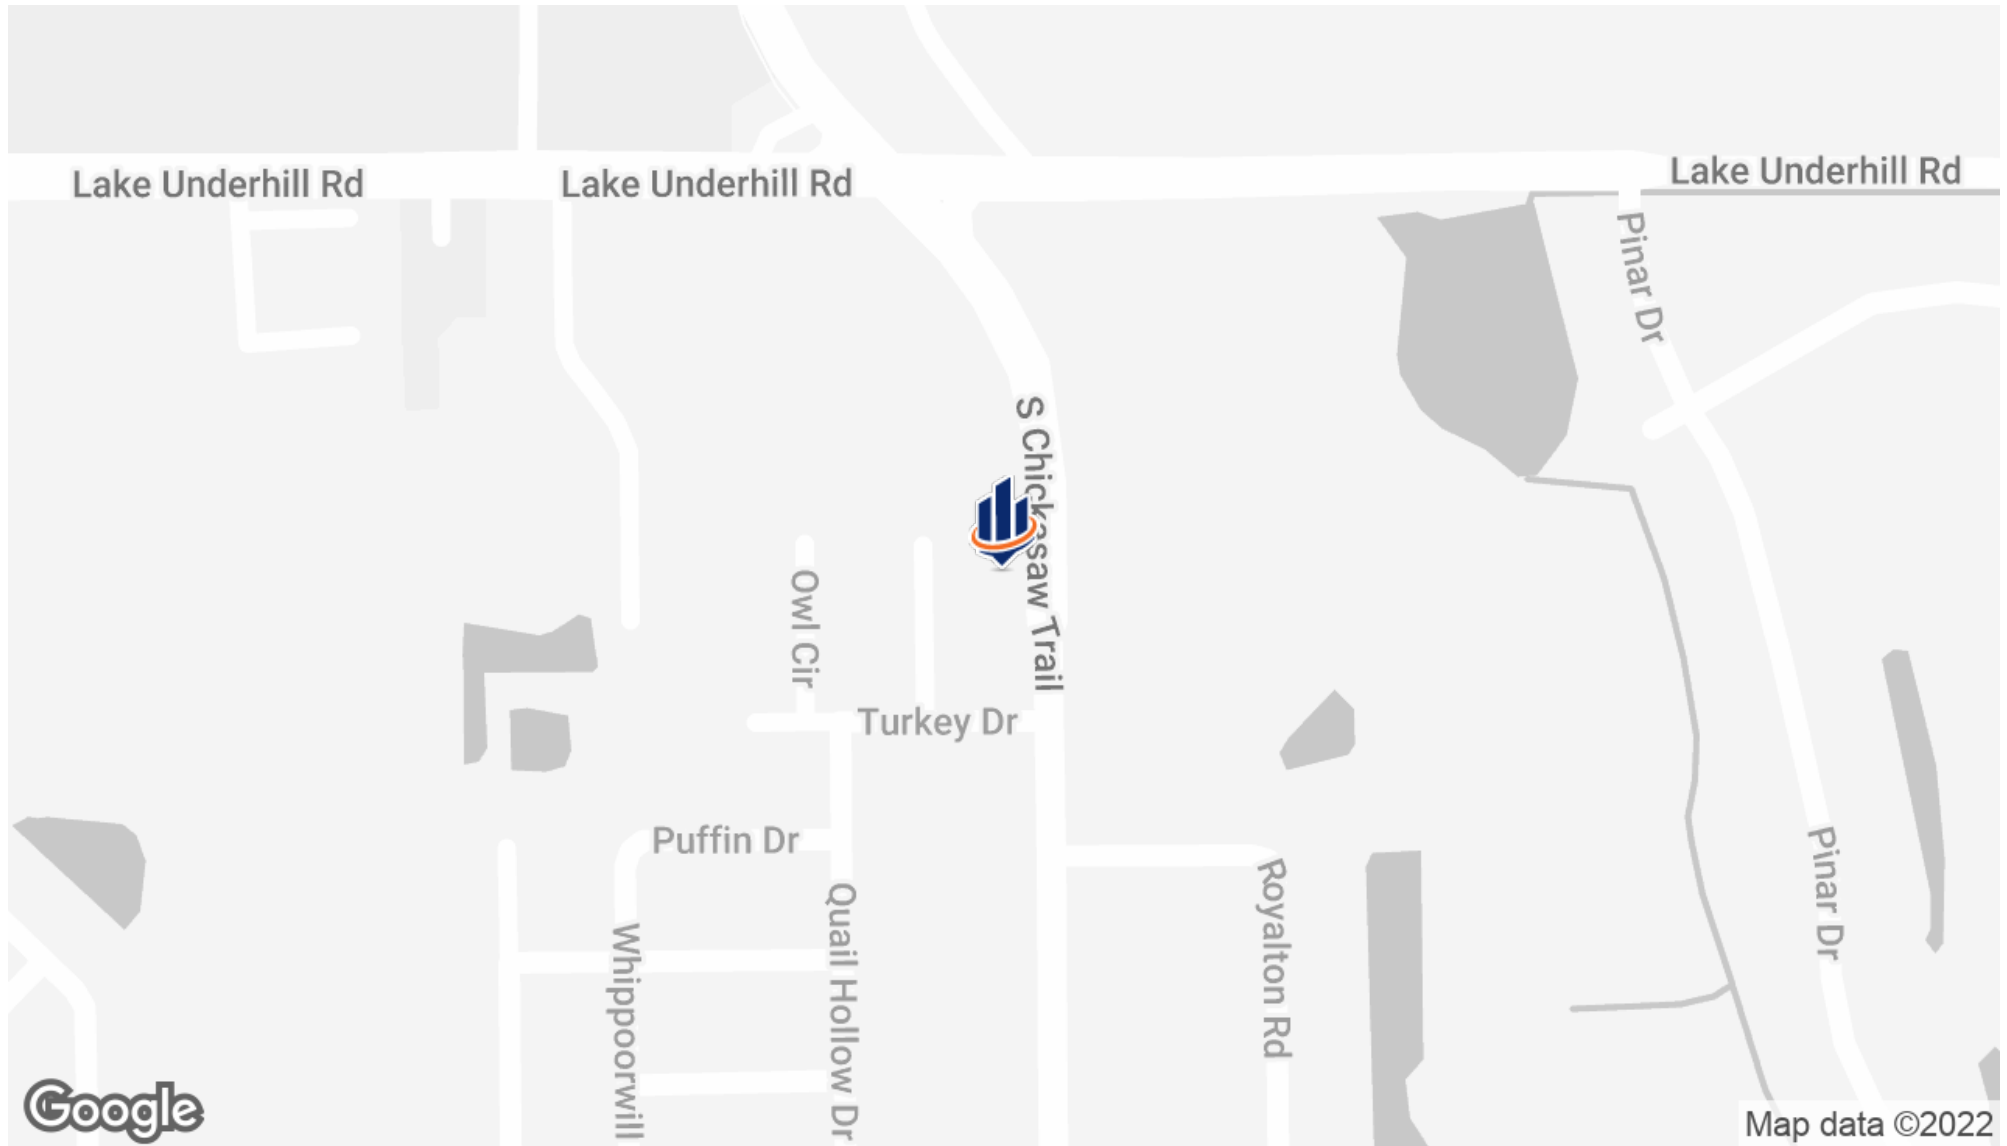 Lake Underhill Rd
Lake Underhill Rd
Lake Underhill Rd
Pinar Dr
S Chickasaw Trail
Owl Cir
Turkey Dr
Puffin Dr
Pinar Dr
Royalton Rd
Quail Hollow Dr
Whippoorwill
Google
Map data ©2022